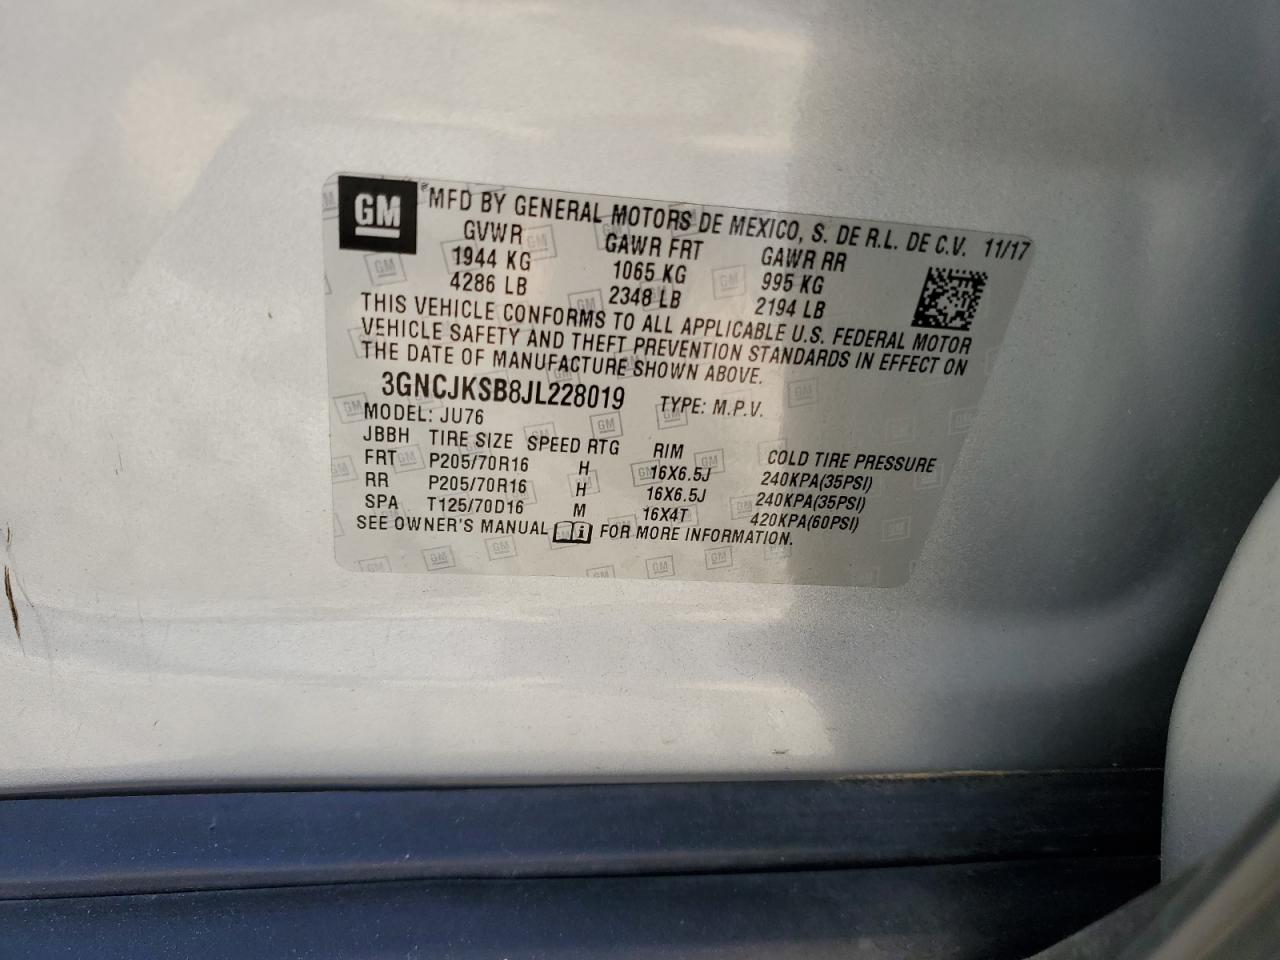 GM ®MFD BY GENERAL MOTORS DE MEXICO, S. DE R.L. DE C.V. 11/17
GVWR GAWR FRT GAWR RR
1944 KG 1065 KG 995 KG
4286 LB 2348 LB 2194 LB
THIS VEHICLE CONFORMS TO ALL APPLICABLE U.S. FEDERAL MOTOR
VEHICLE SAFETY AND THEFT PREVENTION STANDARDS IN EFFECT ON
THE DATE OF MANUFACTURE SHOWN ABOVE.
3GNCJKSB8JL228019 TYPE: M.P.V.
MODEL: JU76
JBBH TIRE SIZE SPEED RTG RIM COLD TIRE PRESSURE
FRT P205/70R16 H 16X6.5J 240KPA(35PSI)
RR P205/70R16 H 16X6.5J 240KPA(35PSI)
SPA T125/70D16 M 16X4T 420KPA(60PSI)
SEE OWNER'S MANUAL FOR MORE INFORMATION.